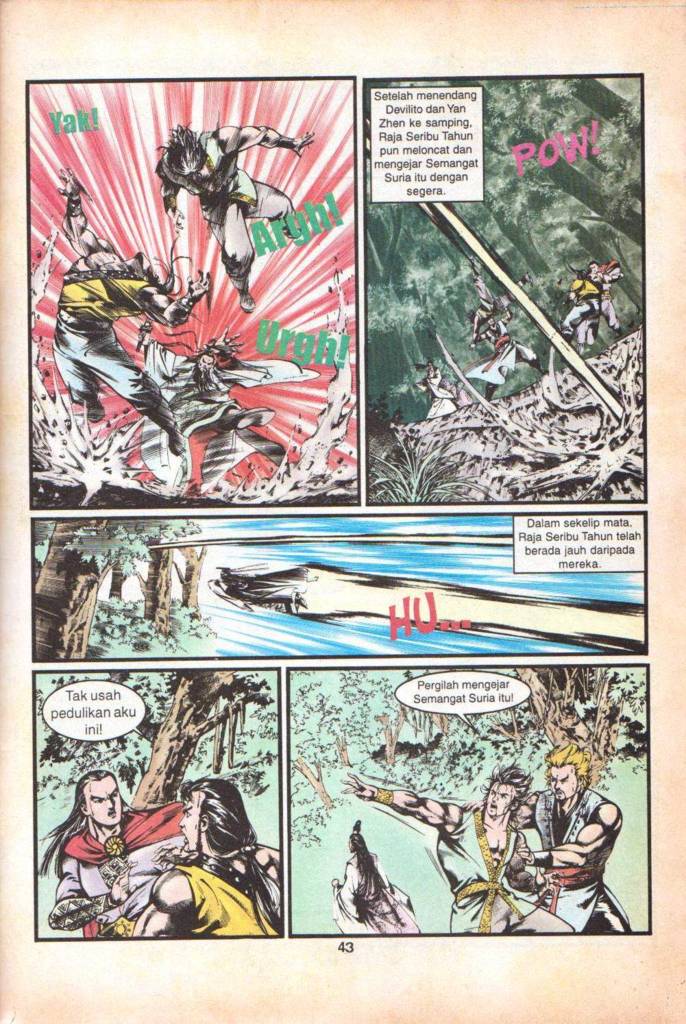 Yak!
Argh!
Urgh!
Setelah menendang
Devilito dan Yan
Zhen ke samping,
Raja Seribu Tahun
pun meloncat dan
mengejar Semangat
Suria itu dengan
segera.
POW!
Dalam sekelip mata,
Raja Seribu Tahun telah
berada jauh daripada
mereka.
HU...
Tak usah
pedulikan aku
ini!
Pergilah mengejar
Semangat Suria itu!
43